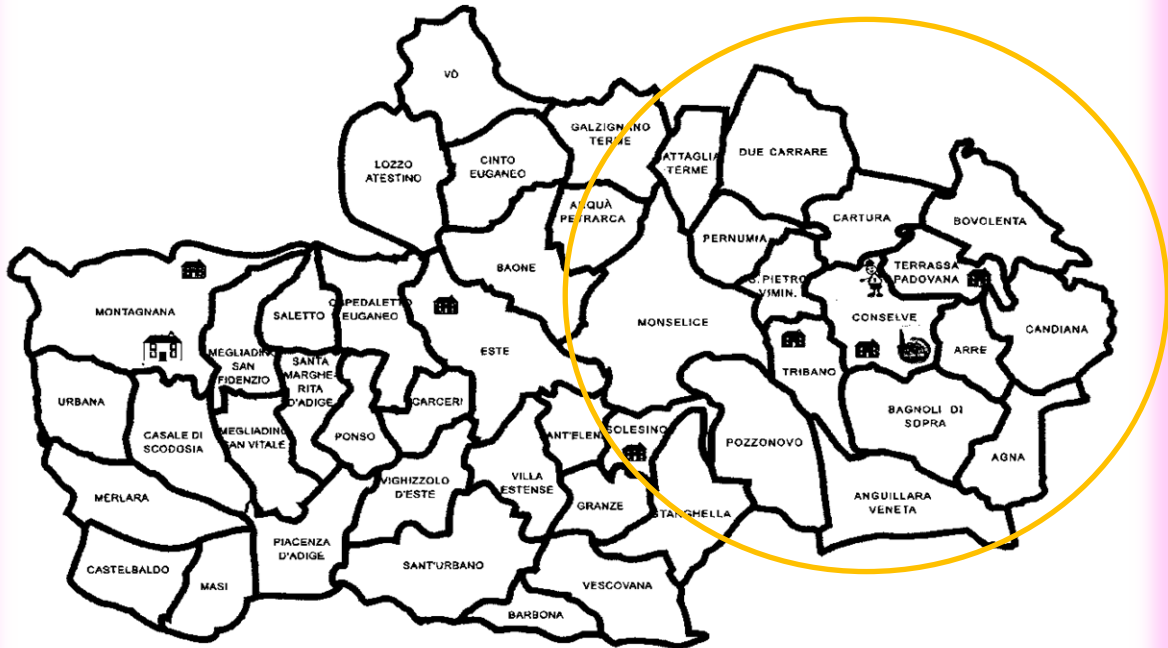 VÒ
GALZIGNANO
TERME
BATTAGLIA
TERME
DUE CARRARE
LOZZO
ATESTINO
CINTO
EUGANEO
ARQUÀ
PETRARCA
CARTURA
BOVOLENTA
PERNUMIA
BAONE
S. PIETRO
VIMIN.
TERRASSA
PADOVANA
MONTAGNANA
SALETTO
OSPEDALETTO
EUGANEO
ESTE
MONSELICE
CONSELVE
CANDIANA
ARRE
TRIBANO
MEGLIADINO
SAN
FIDENZIO
SANTA
MARGHE-
RITA
D'ADIGE
URBANA
CARCERI
CASALE DI
SCODOSIA
MEGLIADINO
SAN VITALE
PONSO
SANT'ELENA
SOLESINO
POZZONOVO
BAGNOLI DI
SOPRA
AGNA
MERLARA
VIGHIZZOLO
D'ESTE
VILLA
ESTENSE
GRANZE
STANGHELLA
ANGUILLARA
VENETA
PIACENZA
D'ADIGE
CASTELBALDO
MASI
SANT'URBANO
VESCOVANA
BARBONA